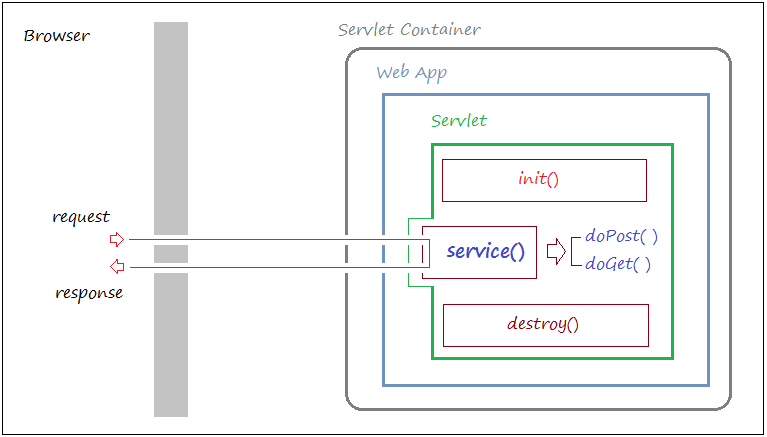 Browser
Servlet Container
Web App
Servlet
init()
request
service()
doPost( )
doGet( )
response
destroy()